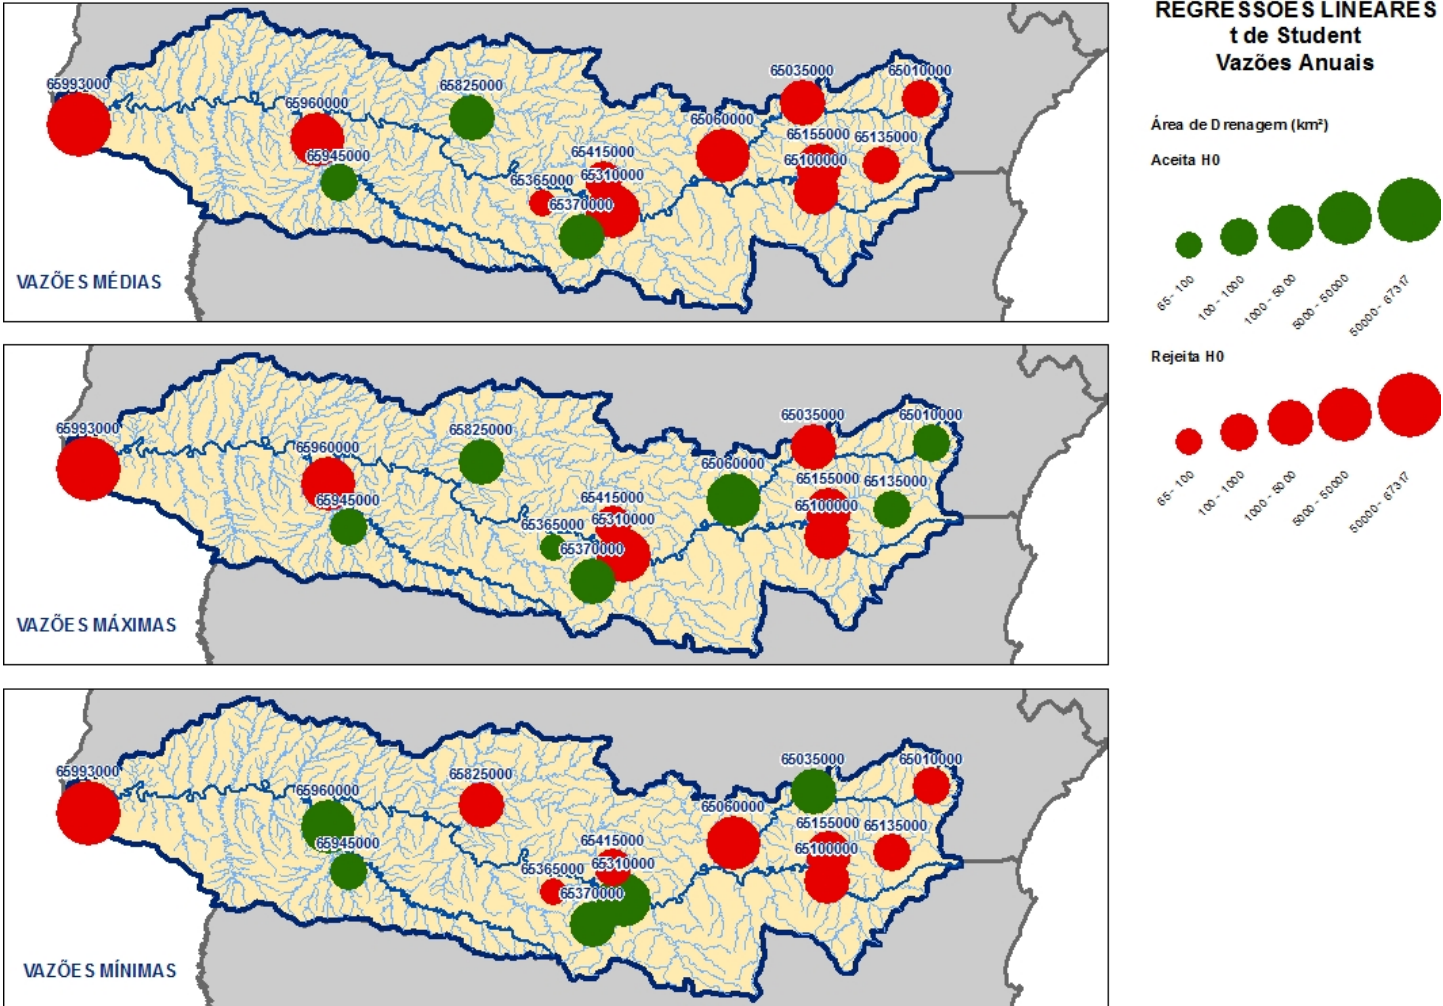 REGRESSÕES LINEARES
t de Student
Vazões Anuais
Área de Drenagem (km²)
Aceita H0
65 - 100
100 - 1000
1000 - 5000
5000 - 50000
50000 - 67317
Rejeita H0
65 - 100
100 - 1000
1000 - 5000
5000 - 50000
50000 - 67317
65993000
65960000
65945000
65825000
65415000
65365000
65310000
65370000
65060000
65035000
65010000
65155000
65135000
65100000
VAZÕES MÉDIAS
65993000
65960000
65945000
65825000
65415000
65365000
65310000
65370000
65060000
65035000
65010000
65155000
65135000
65100000
VAZÕES MÁXIMAS
65993000
65960000
65945000
65825000
65415000
65365000
65310000
65370000
65060000
65035000
65010000
65155000
65135000
65100000
VAZÕES MÍNIMAS